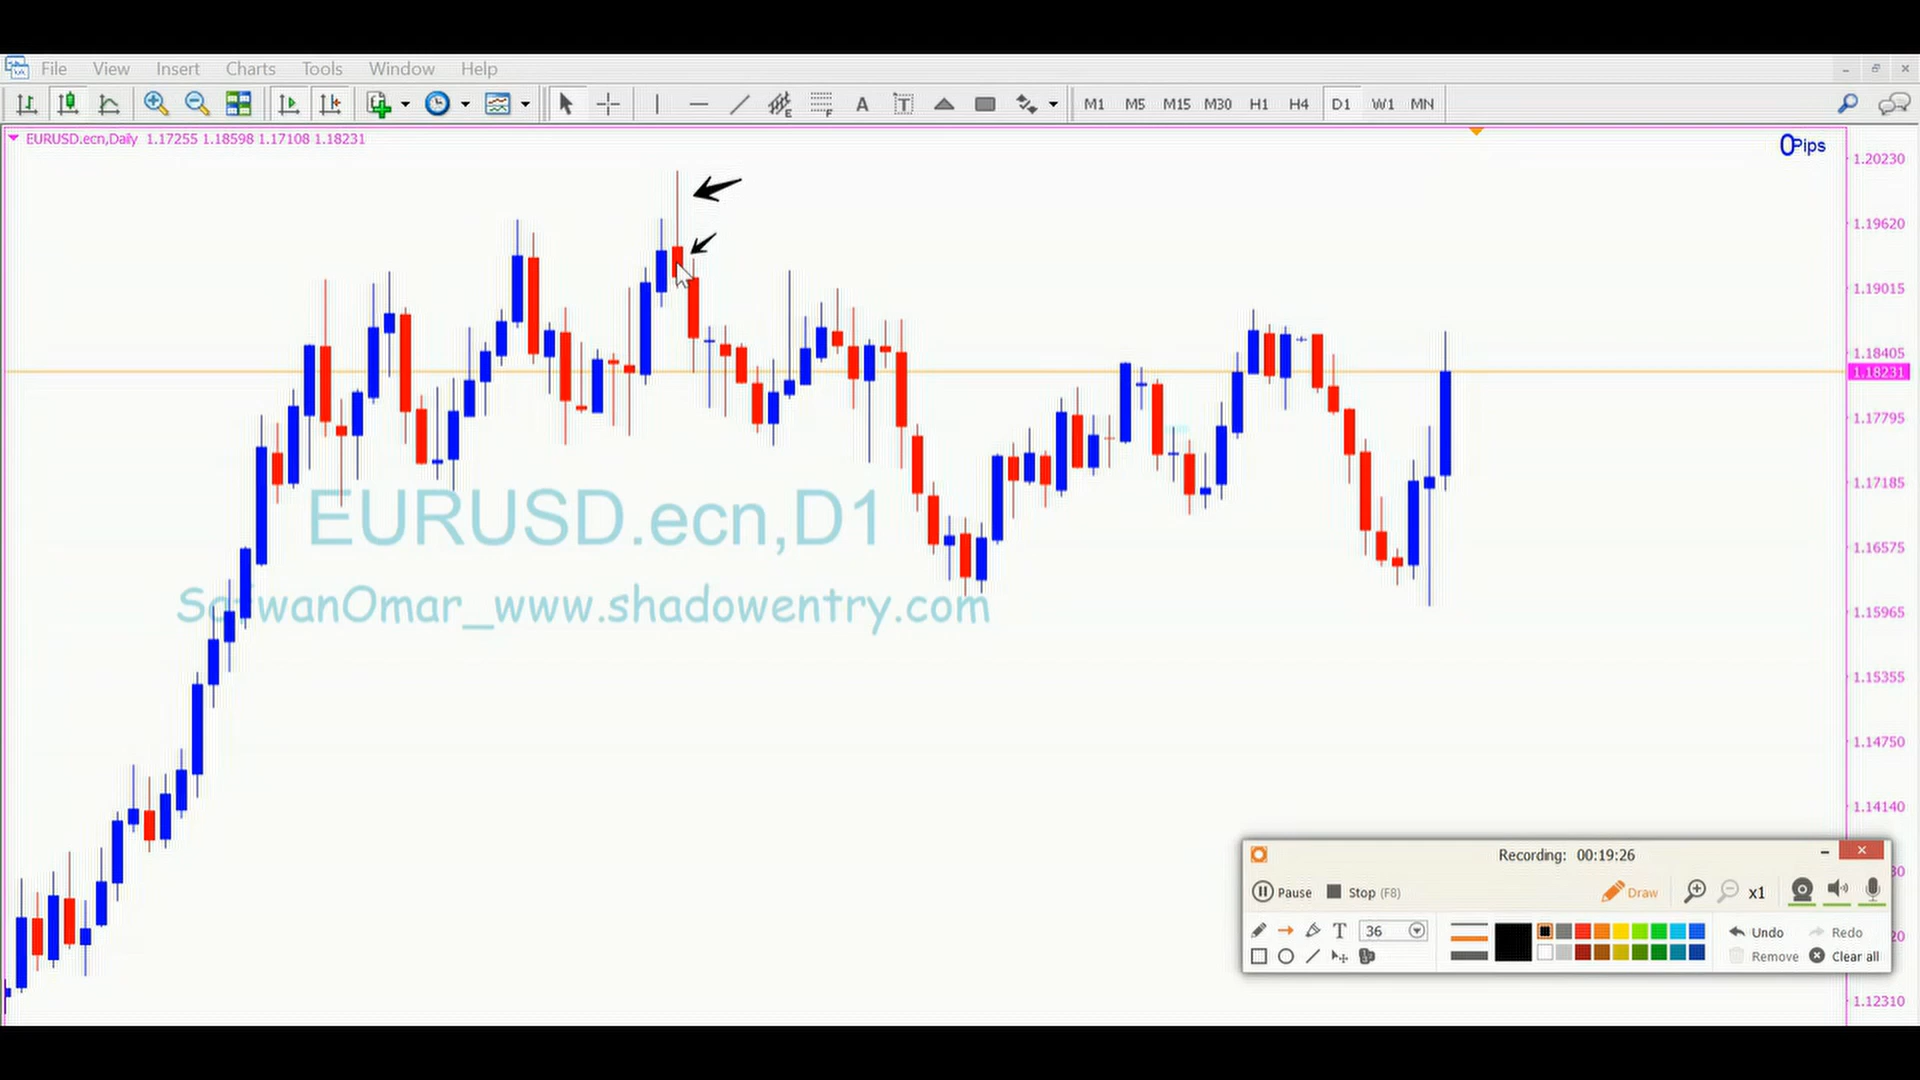 File View Insert Charts Tools Window Help
A T E F M1 M5 M15 M30 H1 H4 D1 W1 MN
EURUSD.ecn,Daily 1.17255 1.18598 1.17108 1.18231
0Pips
1.20230
1.19620
1.19015
1.18405
1.18231
1.17795
1.17185
1.16575
1.15965
1.15355
1.14750
1.14140
30
20
1.12310
EURUSD.ecn,D1
SafwanOmar_www.shadowentry.com
Recording: 00:19:26
Pause Stop (F8) Draw x1
T 36 Undo Redo
Remove Clear all